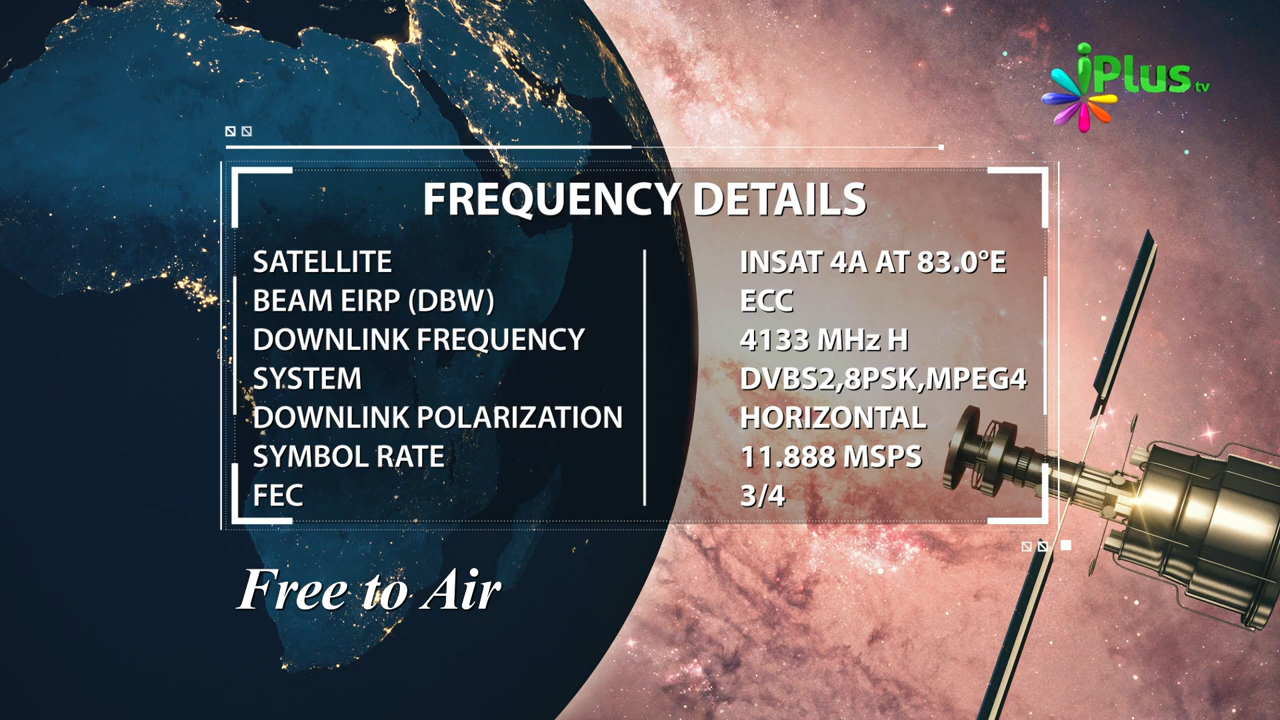 iPlus tv
FREQUENCY DETAILS
SATELLITE INSAT 4A AT 83.0°E
BEAM EIRP (DBW) ECC
DOWNLINK FREQUENCY 4133 MHz H
SYSTEM DVBS2,8PSK,MPEG4
DOWNLINK POLARIZATION HORIZONTAL
SYMBOL RATE 11.888 MSPS
FEC 3/4
Free to Air